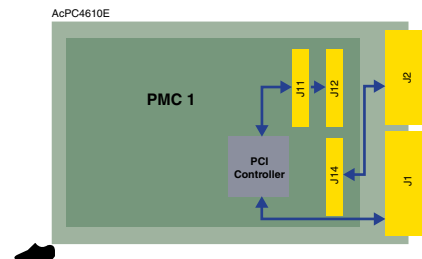 AcPC4610E
PMC 1
J11
J12
J2
PCI
Controller
J14
J1